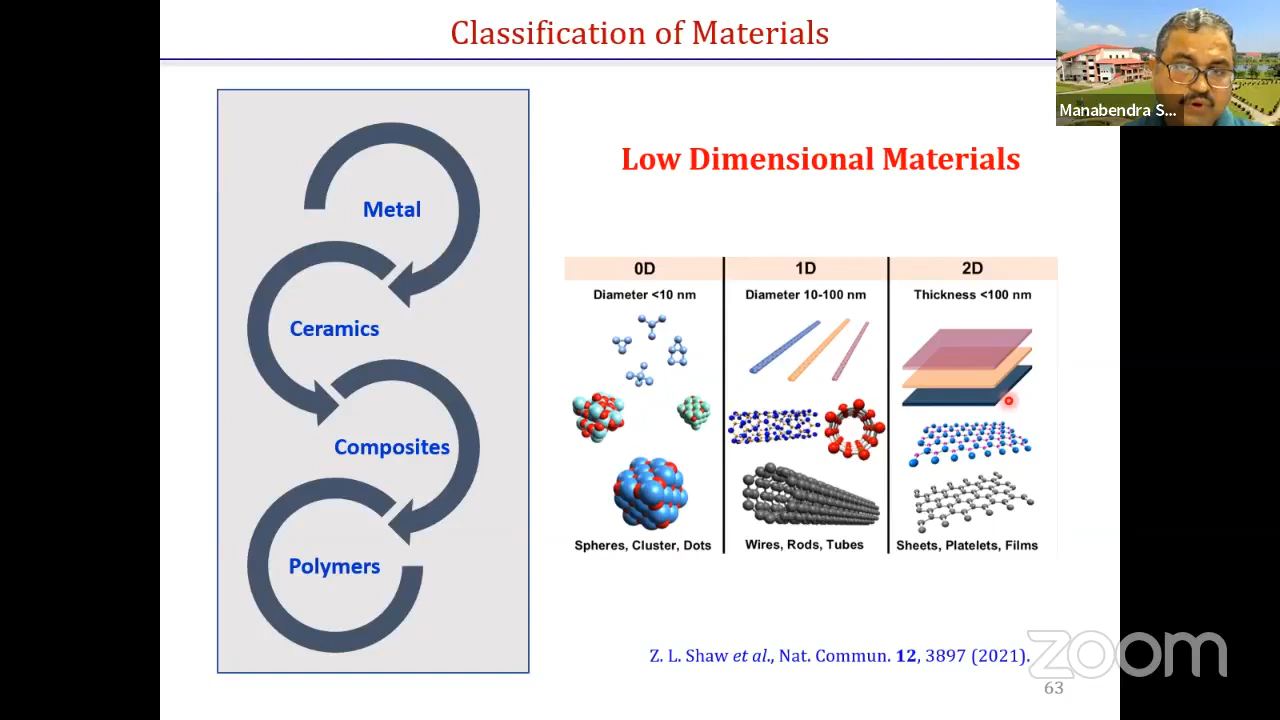 Classification of Materials
Manabendra S...
Metal
Ceramics
Composites
Polymers
Low Dimensional Materials
0D
1D
2D
Diameter <10 nm
Diameter 10-100 nm
Thickness <100 nm
Spheres, Cluster, Dots
Wires, Rods, Tubes
Sheets, Platelets, Films
Z. L. Shaw et al., Nat. Commun. 12, 3897 (2021).
zoom
63